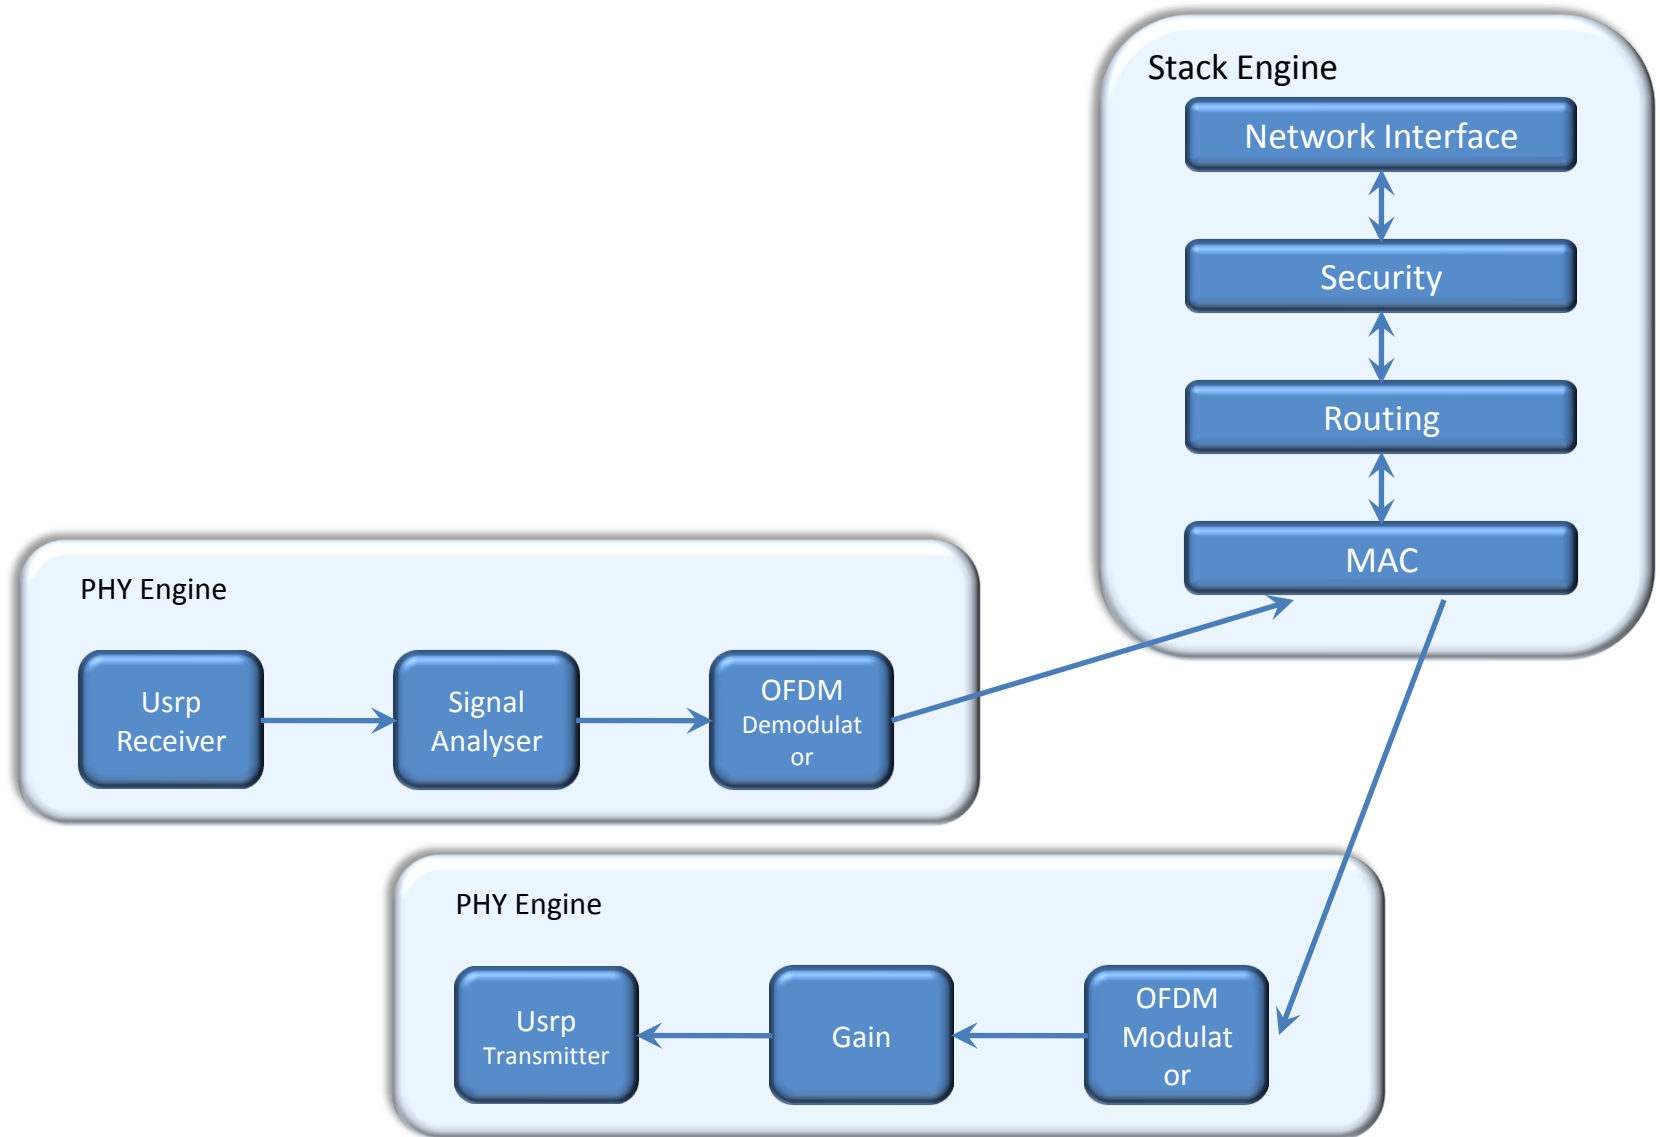 Stack Engine
Network Interface
Security
Routing
MAC
PHY Engine
Usrp
Receiver
Signal
Analyser
OFDM
Demodulat
or
PHY Engine
Usrp
Transmitter
Gain
OFDM
Modulat
or